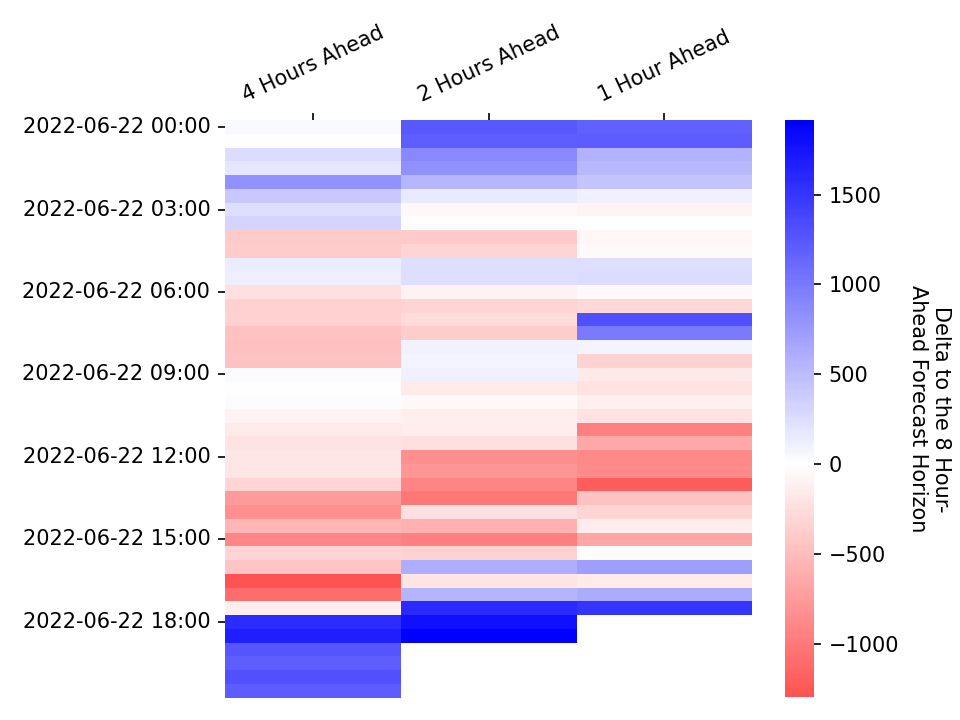 4 Hours Ahead
2 Hours Ahead
1 Hour Ahead
2022-06-22 00:00
2022-06-22 03:00
2022-06-22 06:00
2022-06-22 09:00
2022-06-22 12:00
2022-06-22 15:00
2022-06-22 18:00
1500
1000
500
0
−500
−1000
Delta to the 8 Hour-
Ahead Forecast Horizon